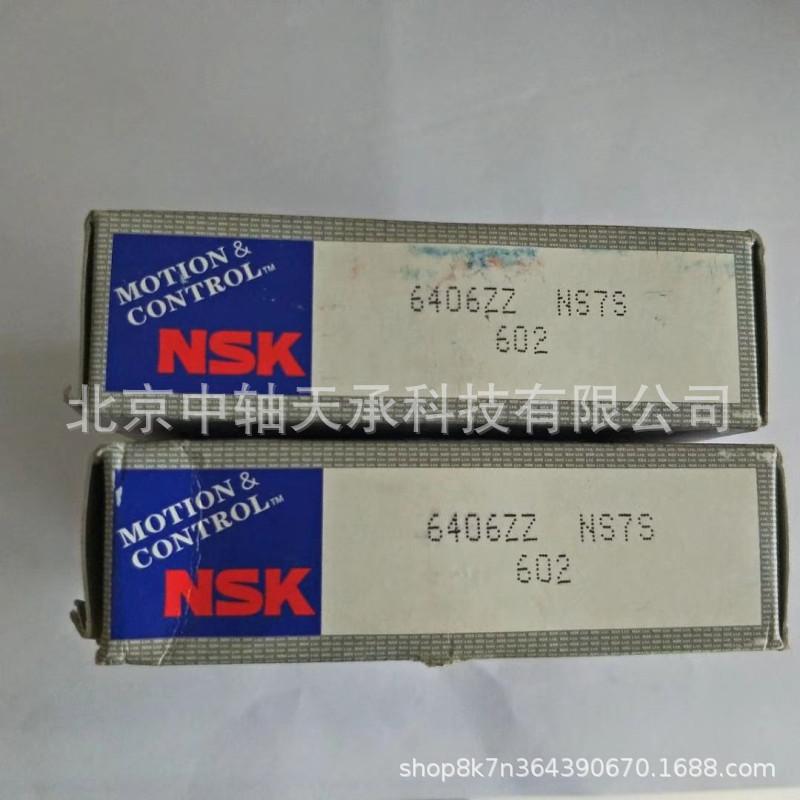 MOTION &
CONTROL™
NSK
6406ZZ NS7S
602
北京中轴天承科技有限公司
MOTION &
CONTROL™
NSK
6406ZZ NS7S
602
shop8k7n364390670.1688.com